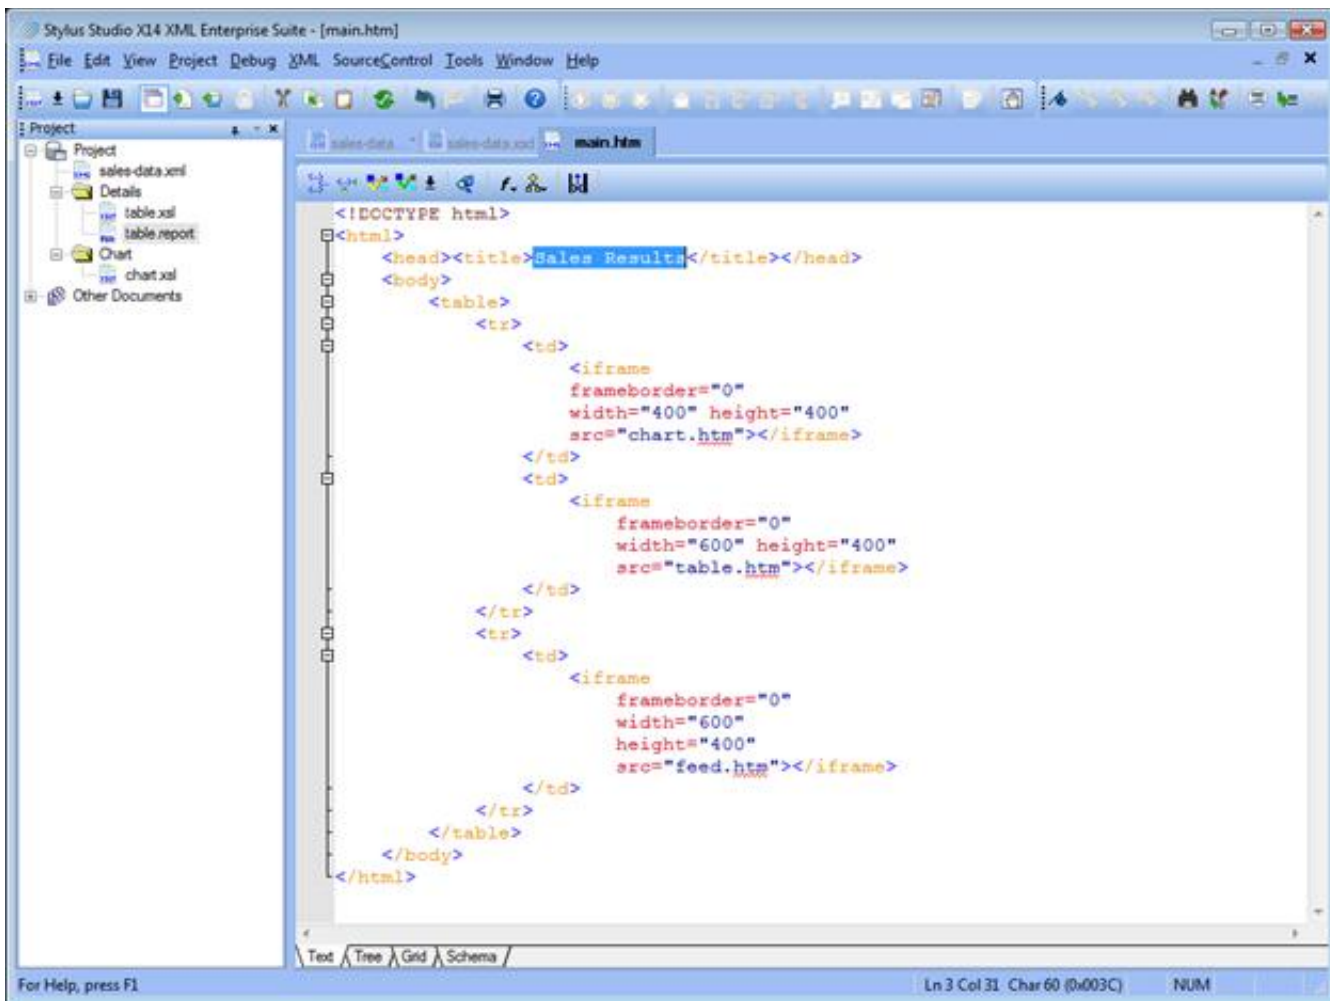 Stylus Studio X14 XML Enterprise Suite - [main.htm]
File Edit View Project Debug XML SourceControl Tools Window Help
Project
Project
sales-data.xml
Details
table.xsl
table.report
Chart
chart.xsl
Other Documents
sales-data sales-data.xsd main.htm
<!DOCTYPE html>
<html>
<head><title>Sales Results</title></head>
<body>
<table>
<tr>
<td>
<iframe
frameborder="0"
width="400" height="400"
src="chart.htm"></iframe>
</td>
<td>
<iframe
frameborder="0"
width="600" height="400"
src="table.htm"></iframe>
</td>
</tr>
<tr>
<td>
<iframe
frameborder="0"
width="600"
height="400"
src="feed.htm"></iframe>
</td>
</tr>
</table>
</body>
</html>
Text Tree Grid Schema
For Help, press F1 Ln 3 Col 31 Char 60 (0x003C) NUM